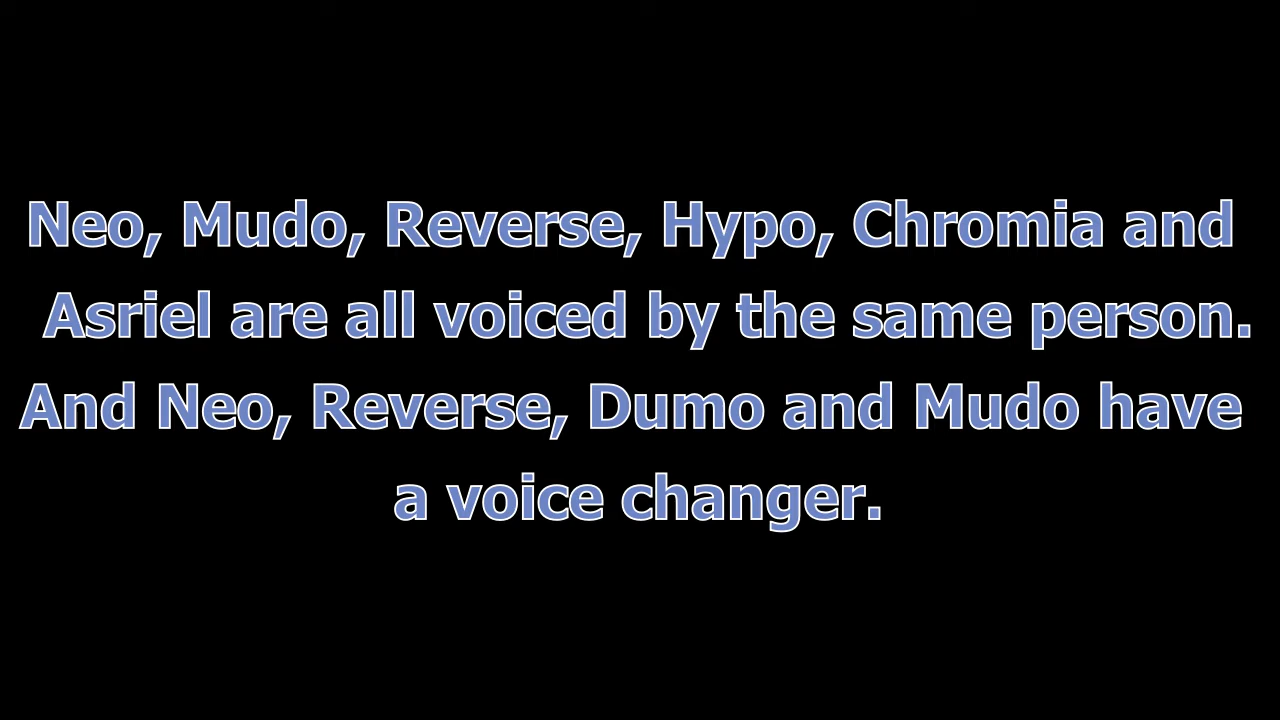 Neo, Mudo, Reverse, Hypo, Chromia and
Asriel are all voiced by the same person.
And Neo, Reverse, Dumo and Mudo have
a voice changer.